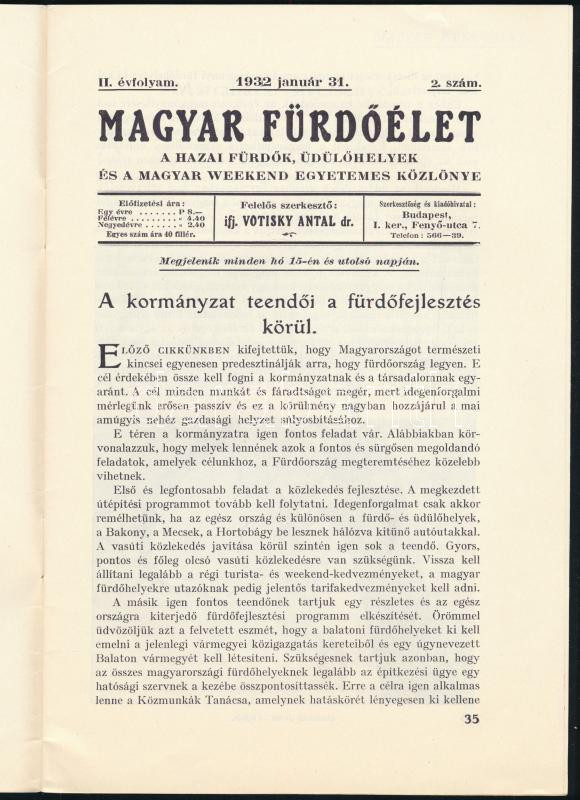 II. évfolyam. 1932 január 31. 2. szám.
MAGYAR FÜRDŐÉLET
A HAZAI FÜRDŐK, ÜDÜLŐHELYEK
ÉS A MAGYAR WEEKEND EGYETEMES KÖZLÖNYE
Előfizetési ára:
Egy évre ....... P 8.—
Félévre ........ „ 4.40
Negyedévre ...... „ 2.40
Egyes szám ára 40 fillér.
Felelős szerkesztő:
ifj. VOTISKY ANTAL dr.
Szerkesztőség és kiadóhivatal:
Budapest,
I. ker., Fenyő-utca 7.
Telefon: 566—39.
Megjelenik minden hó 15-én és utolsó napján.
A kormányzat teendői a fürdőfejlesztés
körül.
ELŐZŐ CIKKÜNKBEN kifejtettük, hogy Magyarországot természeti
kincsei egyenesen predesztinálják arra, hogy fürdőország legyen. E
cél érdekében össze kell fogni a kormányzatnak és a társadalomnak egy-
aránt. A cél minden munkát és fáradtságot megér, mert idegenforgalmi
mérlegünk erősen passzív és ez a körülmény nagyban hozzájárul a mai
amúgyis nehéz gazdasági helyzet súlyosbításához.
E téren a kormányzatra igen fontos feladat vár. Alábbiakban kör-
vonalazzuk, hogy melyek lennének azok a fontos és sürgősen megoldandó
feladatok, amelyek célunkhoz, a Fürdőország megteremtéséhez közelebb
vihetnek.
Első és legfontosabb feladat a közlekedés fejlesztése. A megkezdett
útépítési programmot tovább kell folytatni. Idegenforgalmat csak akkor
remélhetünk, ha az egész ország és különösen a fürdő- és üdülőhelyek,
a Bakony, a Mecsek, a Hortobágy be lesznek hálózva kitünő autóutakkal.
A vasúti közlekedés javítása körül szintén igen sok a teendő. Gyors,
pontos és főleg olcsó vasúti közlekedésre van szükségünk. Vissza kell
állítani legalább a régi turista- és weekend-kedvezményeket, a magyar
fürdőhelyekre utazóknak pedig jelentős tarifakedvezményeket kell adni.
A másik igen fontos teendőnek tartjuk egy részletes és az egész
országra kiterjedő fürdőfejlesztési programm elkészítését. Örömmel
üdvözöljük azt a felvetett eszmét, hogy a balatoni fürdőhelyeket ki kell
emelni a jelenlegi vármegyei közigazgatás kereteiből és egy úgynevezett
Balaton vármegyét kell létesíteni. Szükségesnek tartjuk azonban, hogy
az összes magyarországi fürdőhelyeknek legalább az építkezési ügye egy
hatósági szervnek a kezébe összpontosíttassék. Erre a célra igen alkalmas
lenne a Közmunkák Tanácsa, amelynek hatáskörét lényegesen ki kellene
35